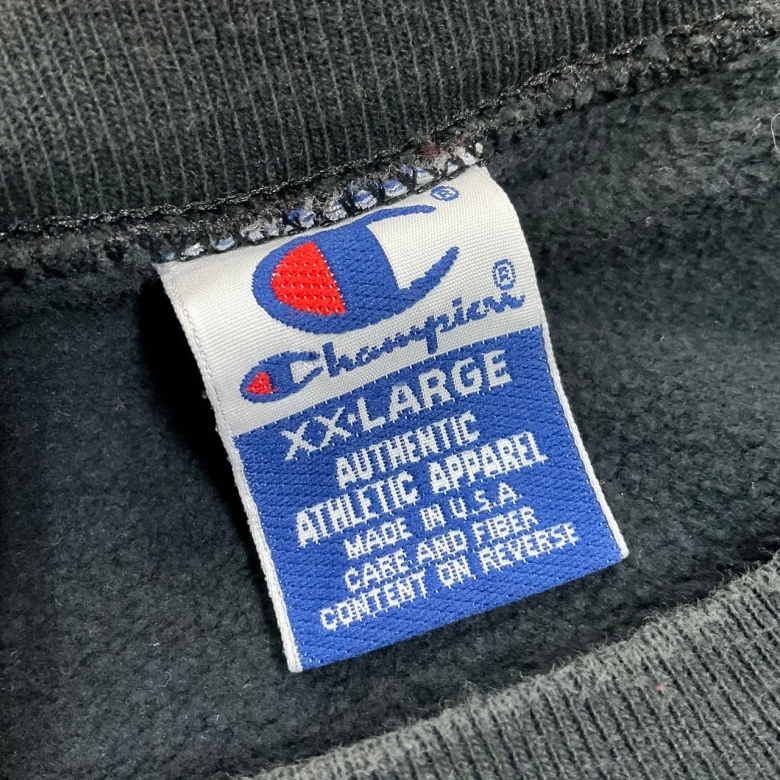 ®
Champion®
XX-LARGE
AUTHENTIC
ATHLETIC APPAREL
MADE IN U.S.A
CARE AND FIBER
CONTENT ON REVERSE